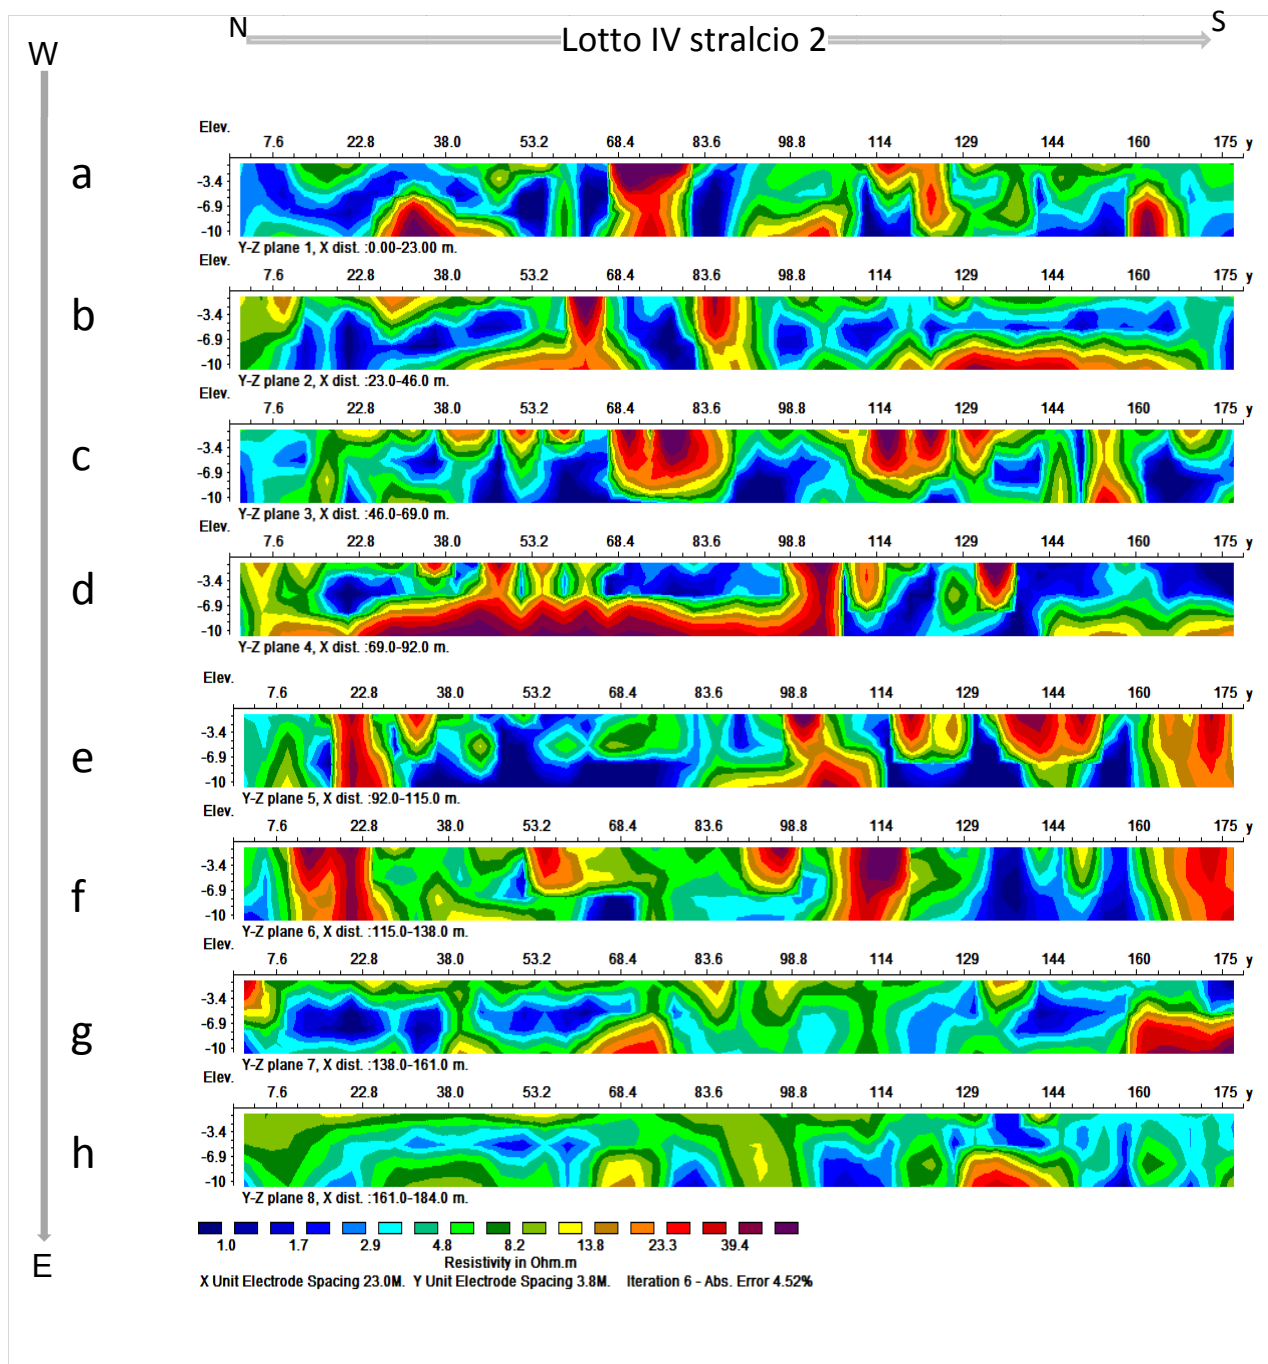 N Lotto IV stralcio 2 S
W
Elev.
7.6 22.8 38.0 53.2 68.4 83.6 98.8 114 129 144 160 175 y
a
-3.4
-6.9
-10
Y-Z plane 1, X dist. :0.00-23.00 m.
Elev.
7.6 22.8 38.0 53.2 68.4 83.6 98.8 114 129 144 160 175 y
b
-3.4
-6.9
-10
Y-Z plane 2, X dist. :23.0-46.0 m.
Elev.
7.6 22.8 38.0 53.2 68.4 83.6 98.8 114 129 144 160 175 y
c
-3.4
-6.9
-10
Y-Z plane 3, X dist. :46.0-69.0 m.
Elev.
7.6 22.8 38.0 53.2 68.4 83.6 98.8 114 129 144 160 175 y
d
-3.4
-6.9
-10
Y-Z plane 4, X dist. :69.0-92.0 m.
Elev.
7.6 22.8 38.0 53.2 68.4 83.6 98.8 114 129 144 160 175 y
e
-3.4
-6.9
-10
Y-Z plane 5, X dist. :92.0-115.0 m.
Elev.
7.6 22.8 38.0 53.2 68.4 83.6 98.8 114 129 144 160 175 y
f
-3.4
-6.9
-10
Y-Z plane 6, X dist. :115.0-138.0 m.
Elev.
7.6 22.8 38.0 53.2 68.4 83.6 98.8 114 129 144 160 175 y
g
-3.4
-6.9
-10
Y-Z plane 7, X dist. :138.0-161.0 m.
7.6 22.8 38.0 53.2 68.4 83.6 98.8 114 129 144 160 175 y
h
-3.4
-6.9
-10
Y-Z plane 8, X dist. :161.0-184.0 m.
1.0 1.7 2.9 4.8 8.2 13.8 23.3 39.4
E
Resistivity in Ohm.m
X Unit Electrode Spacing 23.0M. Y Unit Electrode Spacing 3.8M. Iteration 6 - Abs. Error 4.52%